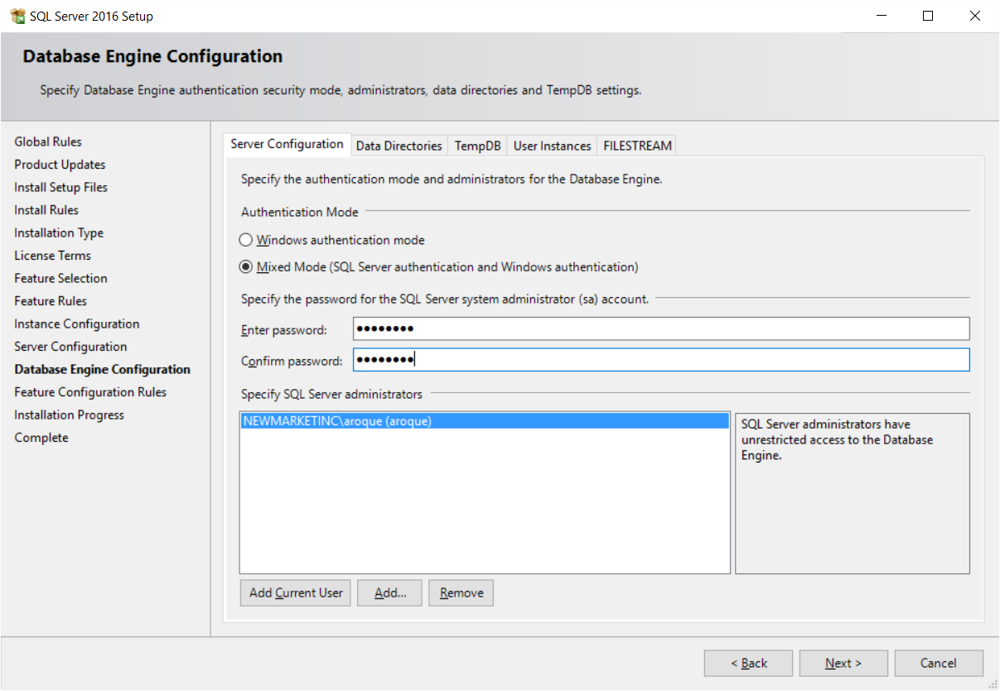 SQL Server 2016 Setup
Database Engine Configuration
Specify Database Engine authentication security mode, administrators, data directories and TempDB settings.
Global Rules
Product Updates
Install Setup Files
Install Rules
Installation Type
License Terms
Feature Selection
Feature Rules
Instance Configuration
Server Configuration
Database Engine Configuration
Feature Configuration Rules
Installation Progress
Complete
Server Configuration Data Directories TempDB User Instances FILESTREAM
Specify the authentication mode and administrators for the Database Engine.
Authentication Mode
Windows authentication mode
Mixed Mode (SQL Server authentication and Windows authentication)
Specify the password for the SQL Server system administrator (sa) account.
Enter password: ●●●●●●●●
Confirm password: ●●●●●●●●
Specify SQL Server administrators
NEWMARKETINC\aroque (aroque)
SQL Server administrators have
unrestricted access to the Database
Engine.
Add Current User Add... Remove
< Back Next > Cancel